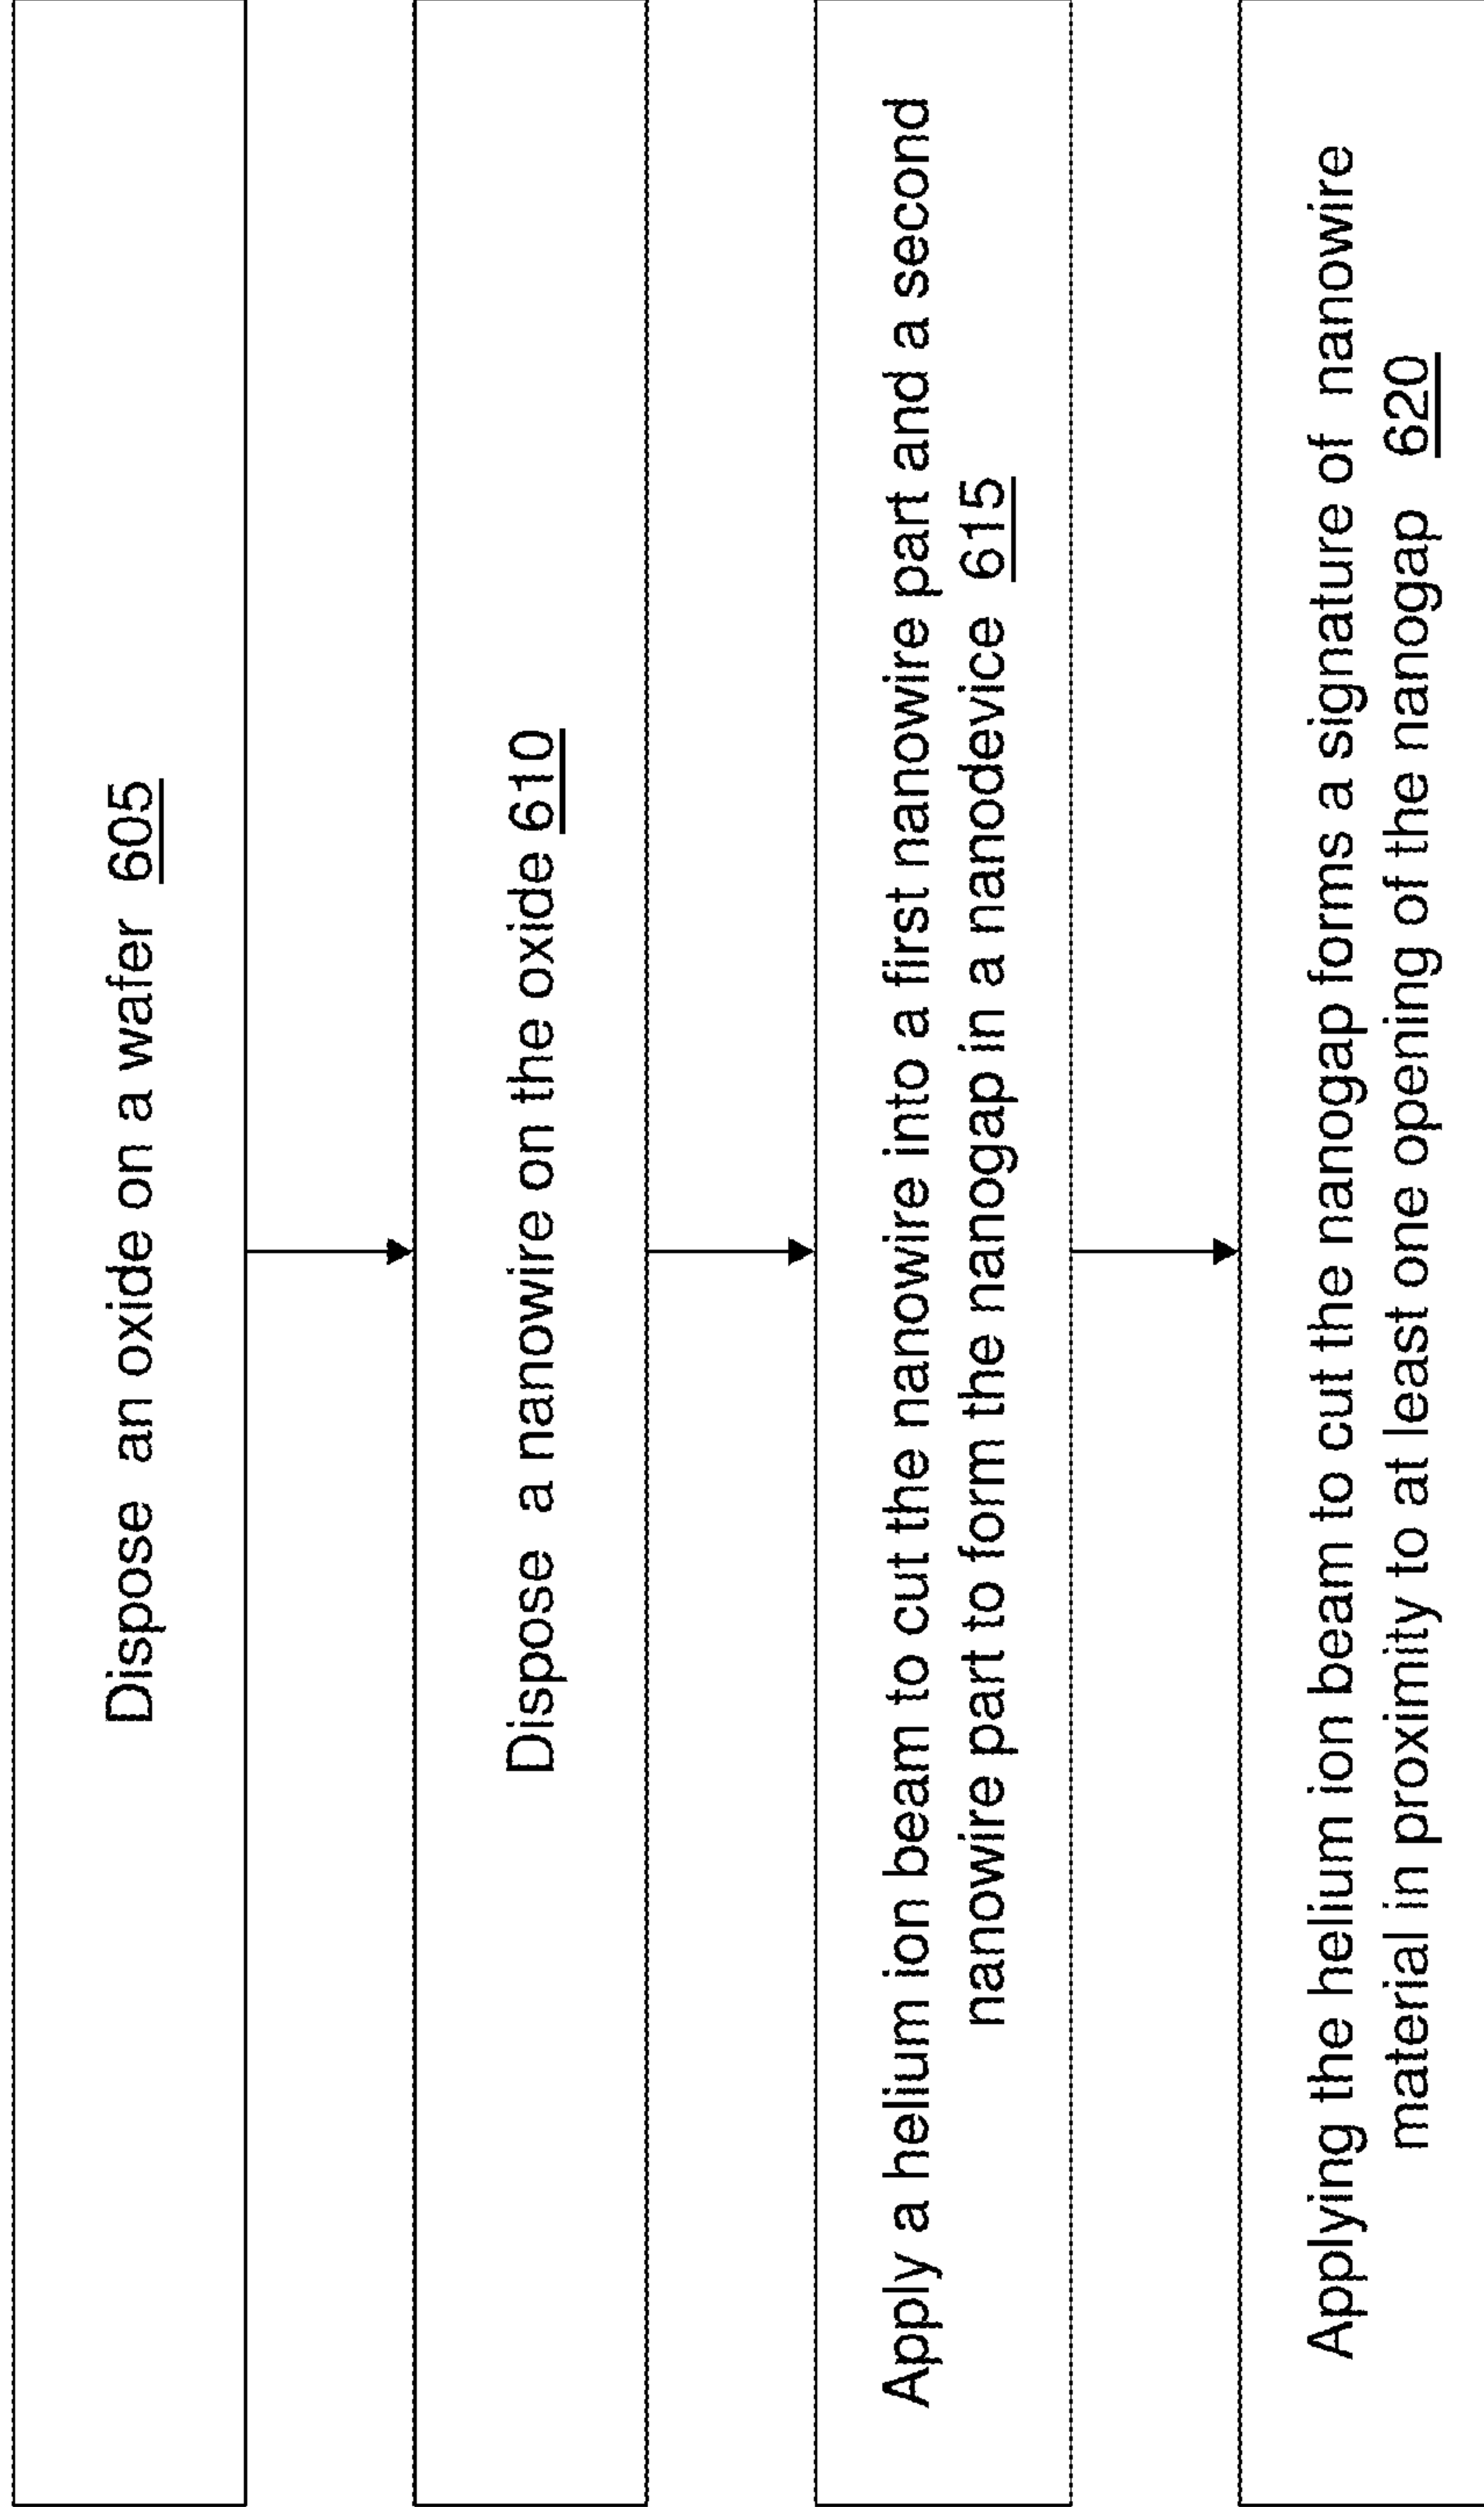 Dispose an oxide on a wafer 605
Dispose a nanowire on the oxide 610
Apply a helium ion beam to cut the nanowire into a first nanowire part and a second
nanowire part to form the nanogap in a nanodevice 615
Applying the helium ion beam to cut the nanogap forms a signature of nanowire
material in proximity to at least one opening of the nanogap 620